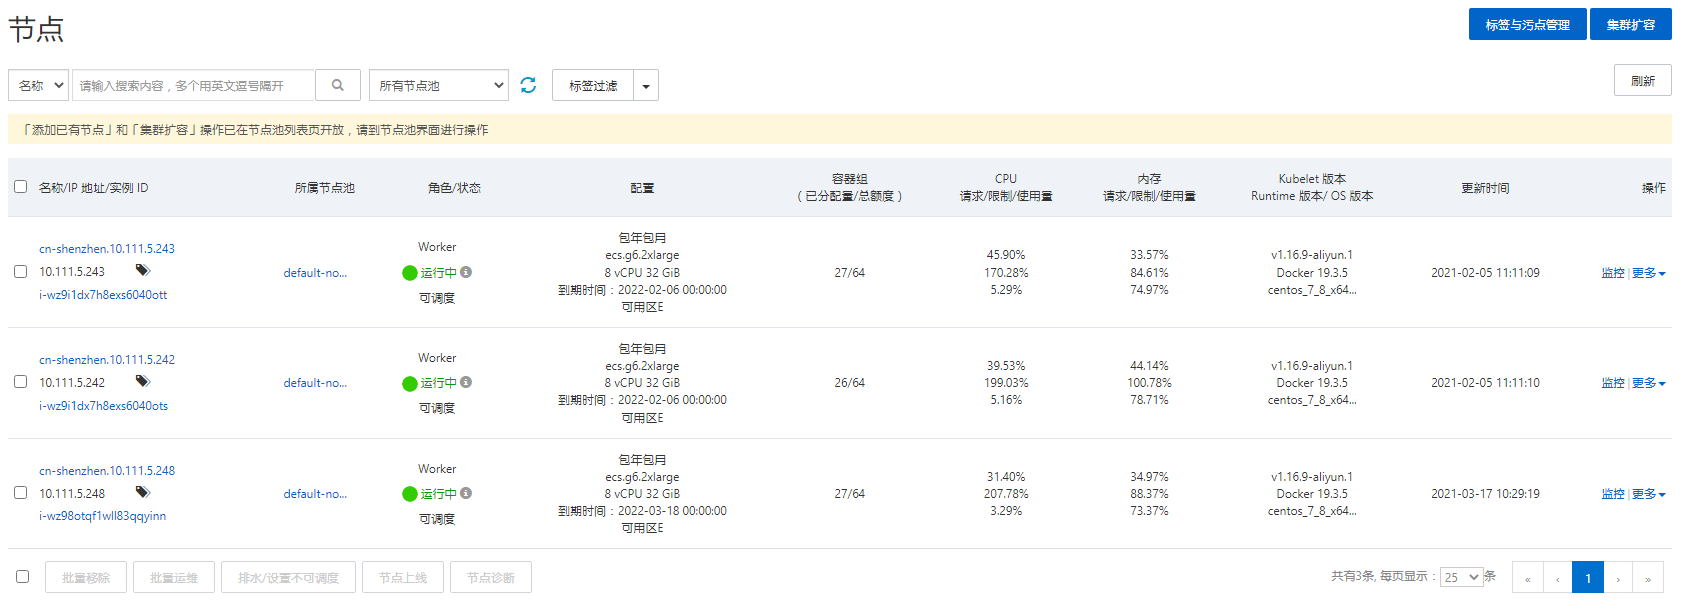 节点
标签与污点管理 集群扩容
名称 请输入搜索内容，多个用英文逗号隔开 所有节点池 标签过滤 刷新
「添加已有节点」和「集群扩容」操作已在节点池列表页开放，请到节点池界面进行操作
名称/IP 地址/实例 ID 所属节点池 角色/状态 配置 容器组 （已分配量/总额度） CPU 请求/限制/使用量 内存 请求/限制/使用量 Kubelet 版本 Runtime 版本/ OS 版本 更新时间 操作
cn-shenzhen.10.111.5.243
10.111.5.243
i-wz9i1dx7h8exs6040ott
default-no...
Worker
运行中
可调度
包年包月
ecs.g6.2xlarge
8 vCPU 32 GiB
到期时间：2022-02-06 00:00:00
可用区E
27/64
45.90%
170.28%
5.29%
33.57%
84.61%
74.97%
v1.16.9-aliyun.1
Docker 19.3.5
centos_7_8_x64...
2021-02-05 11:11:09
监控 | 更多
cn-shenzhen.10.111.5.242
10.111.5.242
i-wz9i1dx7h8exs6040ots
default-no...
Worker
运行中
可调度
包年包月
ecs.g6.2xlarge
8 vCPU 32 GiB
到期时间：2022-02-06 00:00:00
可用区E
26/64
39.53%
199.03%
5.16%
44.14%
100.78%
78.71%
v1.16.9-aliyun.1
Docker 19.3.5
centos_7_8_x64...
2021-02-05 11:11:10
监控 | 更多
cn-shenzhen.10.111.5.248
10.111.5.248
i-wz98otqf1wll83qqyinn
default-no...
Worker
运行中
可调度
包年包月
ecs.g6.2xlarge
8 vCPU 32 GiB
到期时间：2022-03-18 00:00:00
可用区E
27/64
31.40%
207.78%
3.29%
34.97%
88.37%
73.37%
v1.16.9-aliyun.1
Docker 19.3.5
centos_7_8_x64...
2021-03-17 10:29:19
监控 | 更多
批量移除 批量运维 排水/设置不可调度 节点上线 节点诊断 共有3条, 每页显示：25 条 « ‹ 1 › »